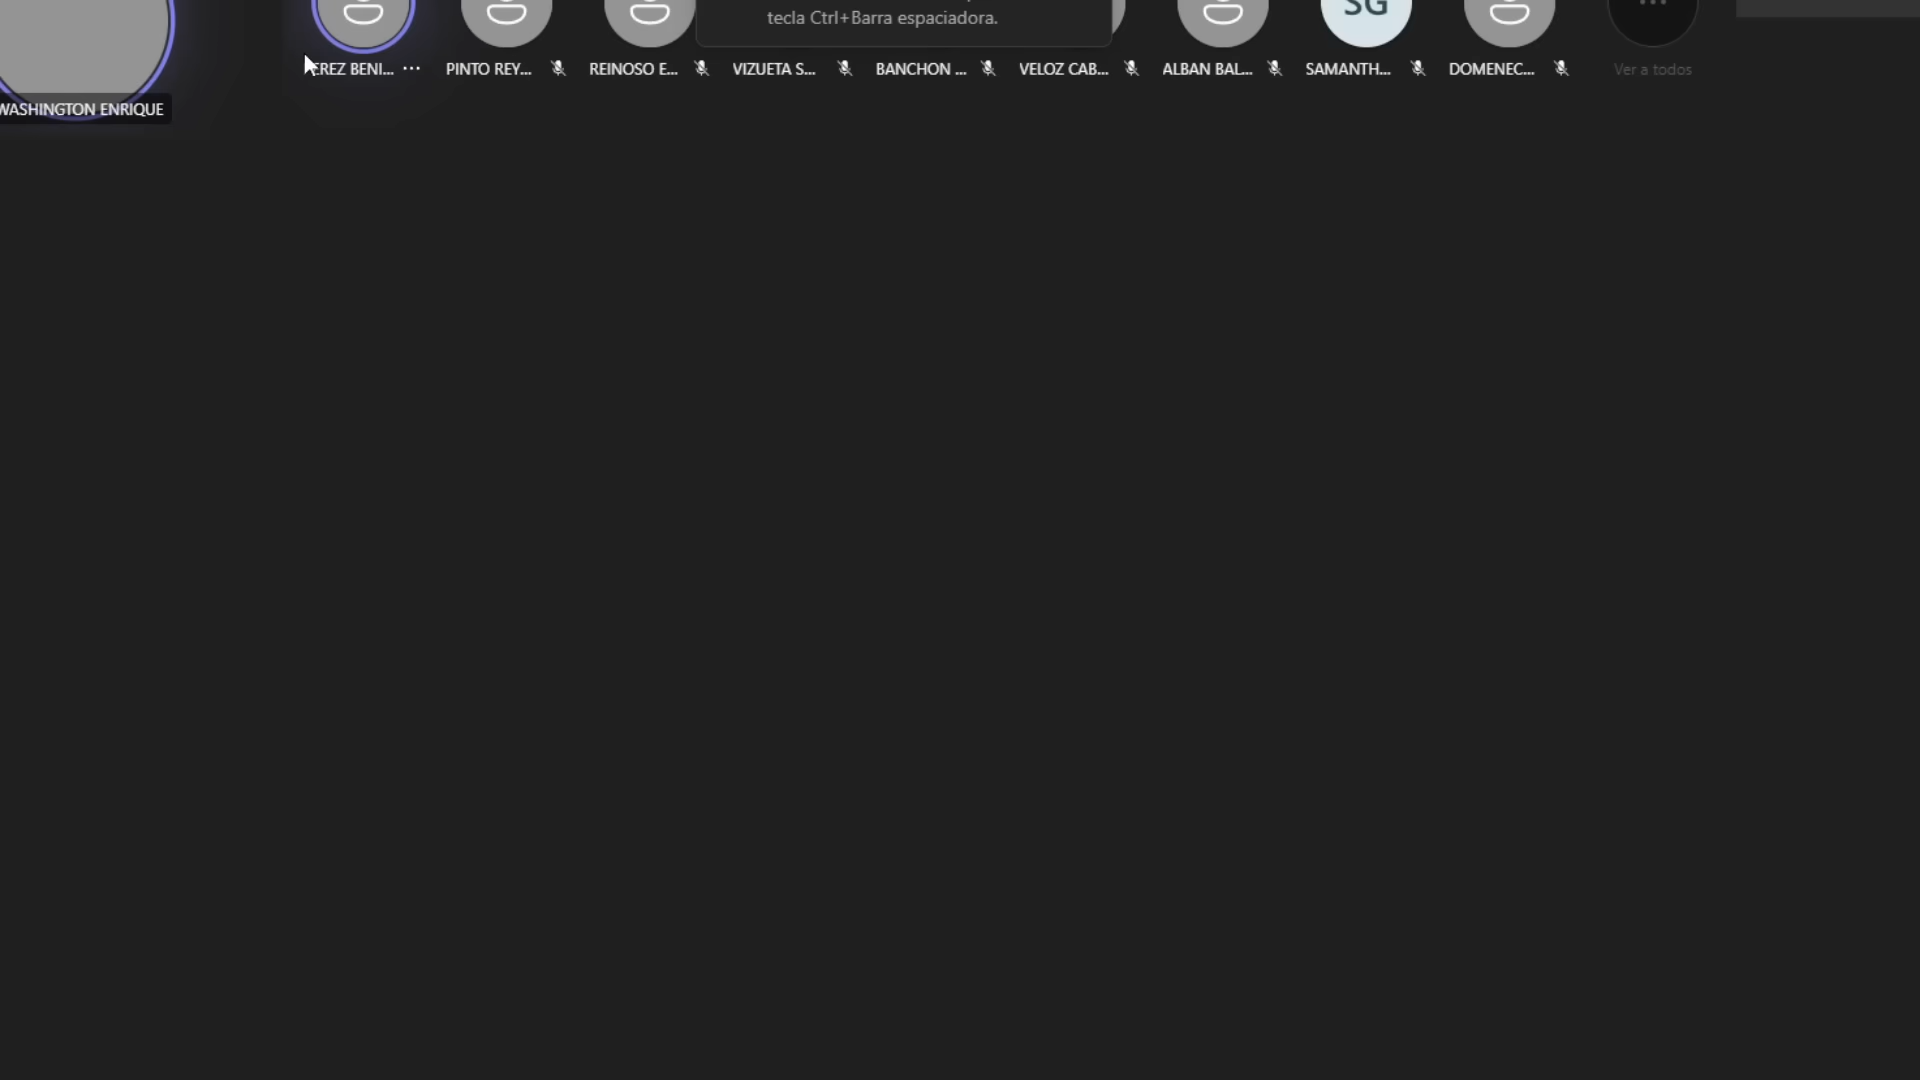 SG
tecla Ctrl+Barra espaciadora.
EREZ BENI...
PINTO REY...
REINOSO E...
VIZUETA S...
BANCHON ...
VELOZ CAB...
ALBAN BAL...
SAMANTH...
DOMENEC...
Ver a todos
WASHINGTON ENRIQUE